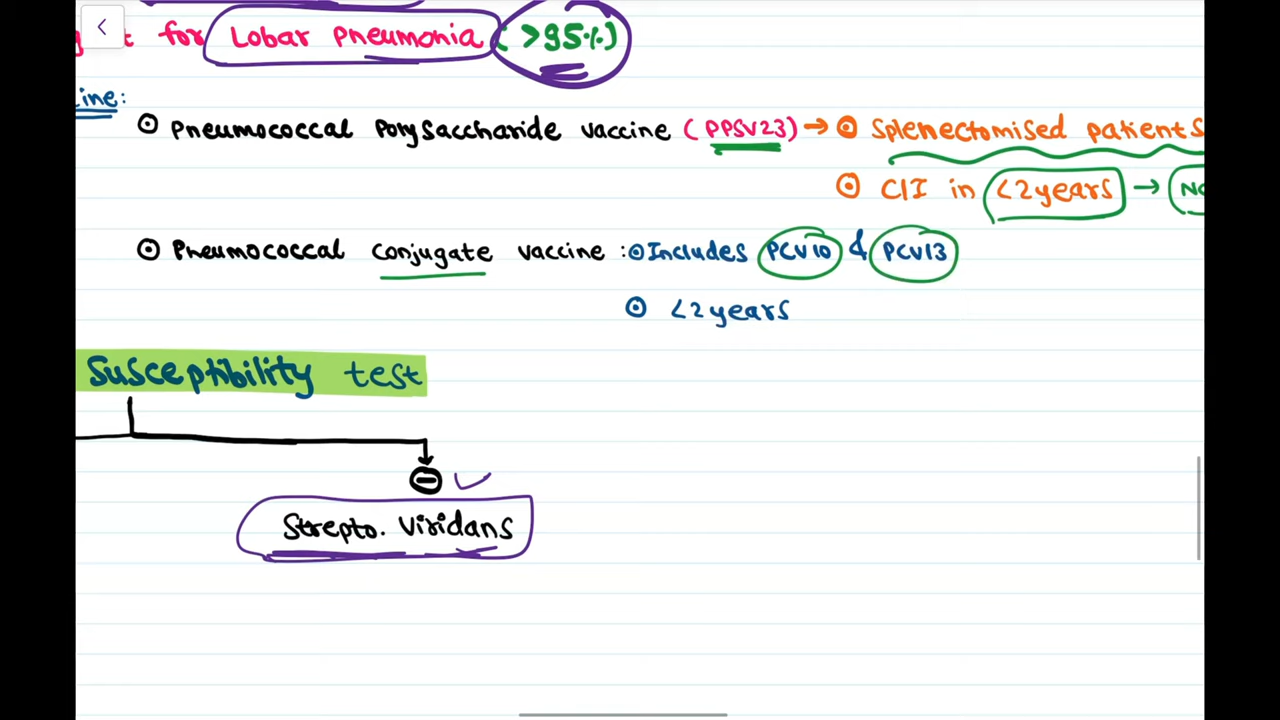 for Lobar pneumonia (>95%)
ine:
Pneumococcal Polysaccharide vaccine (PPSV23) → Splenectomised patients
C/I in <2years →
Pneumococcal conjugate vaccine : Includes PCV10 & PCV13
<2years
Susceptibility test
Strepto. Viridans